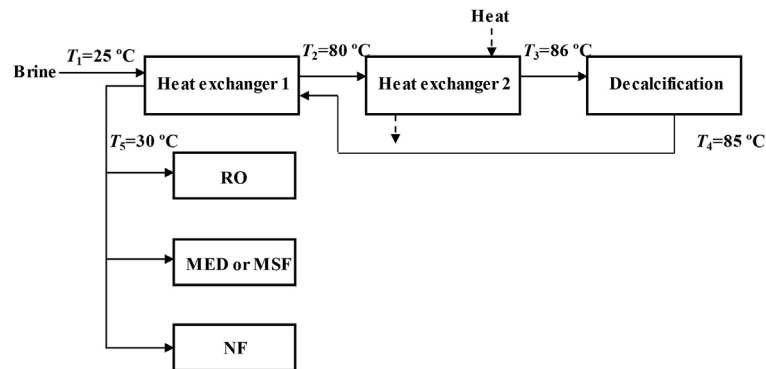 Heat
T₁=25 ºC
T₂=80 ºC
T₃=86 ºC
Brine
Heat exchanger 1
Heat exchanger 2
Decalcification
T₅=30 ºC
T₄=85 ºC
RO
MED or MSF
NF